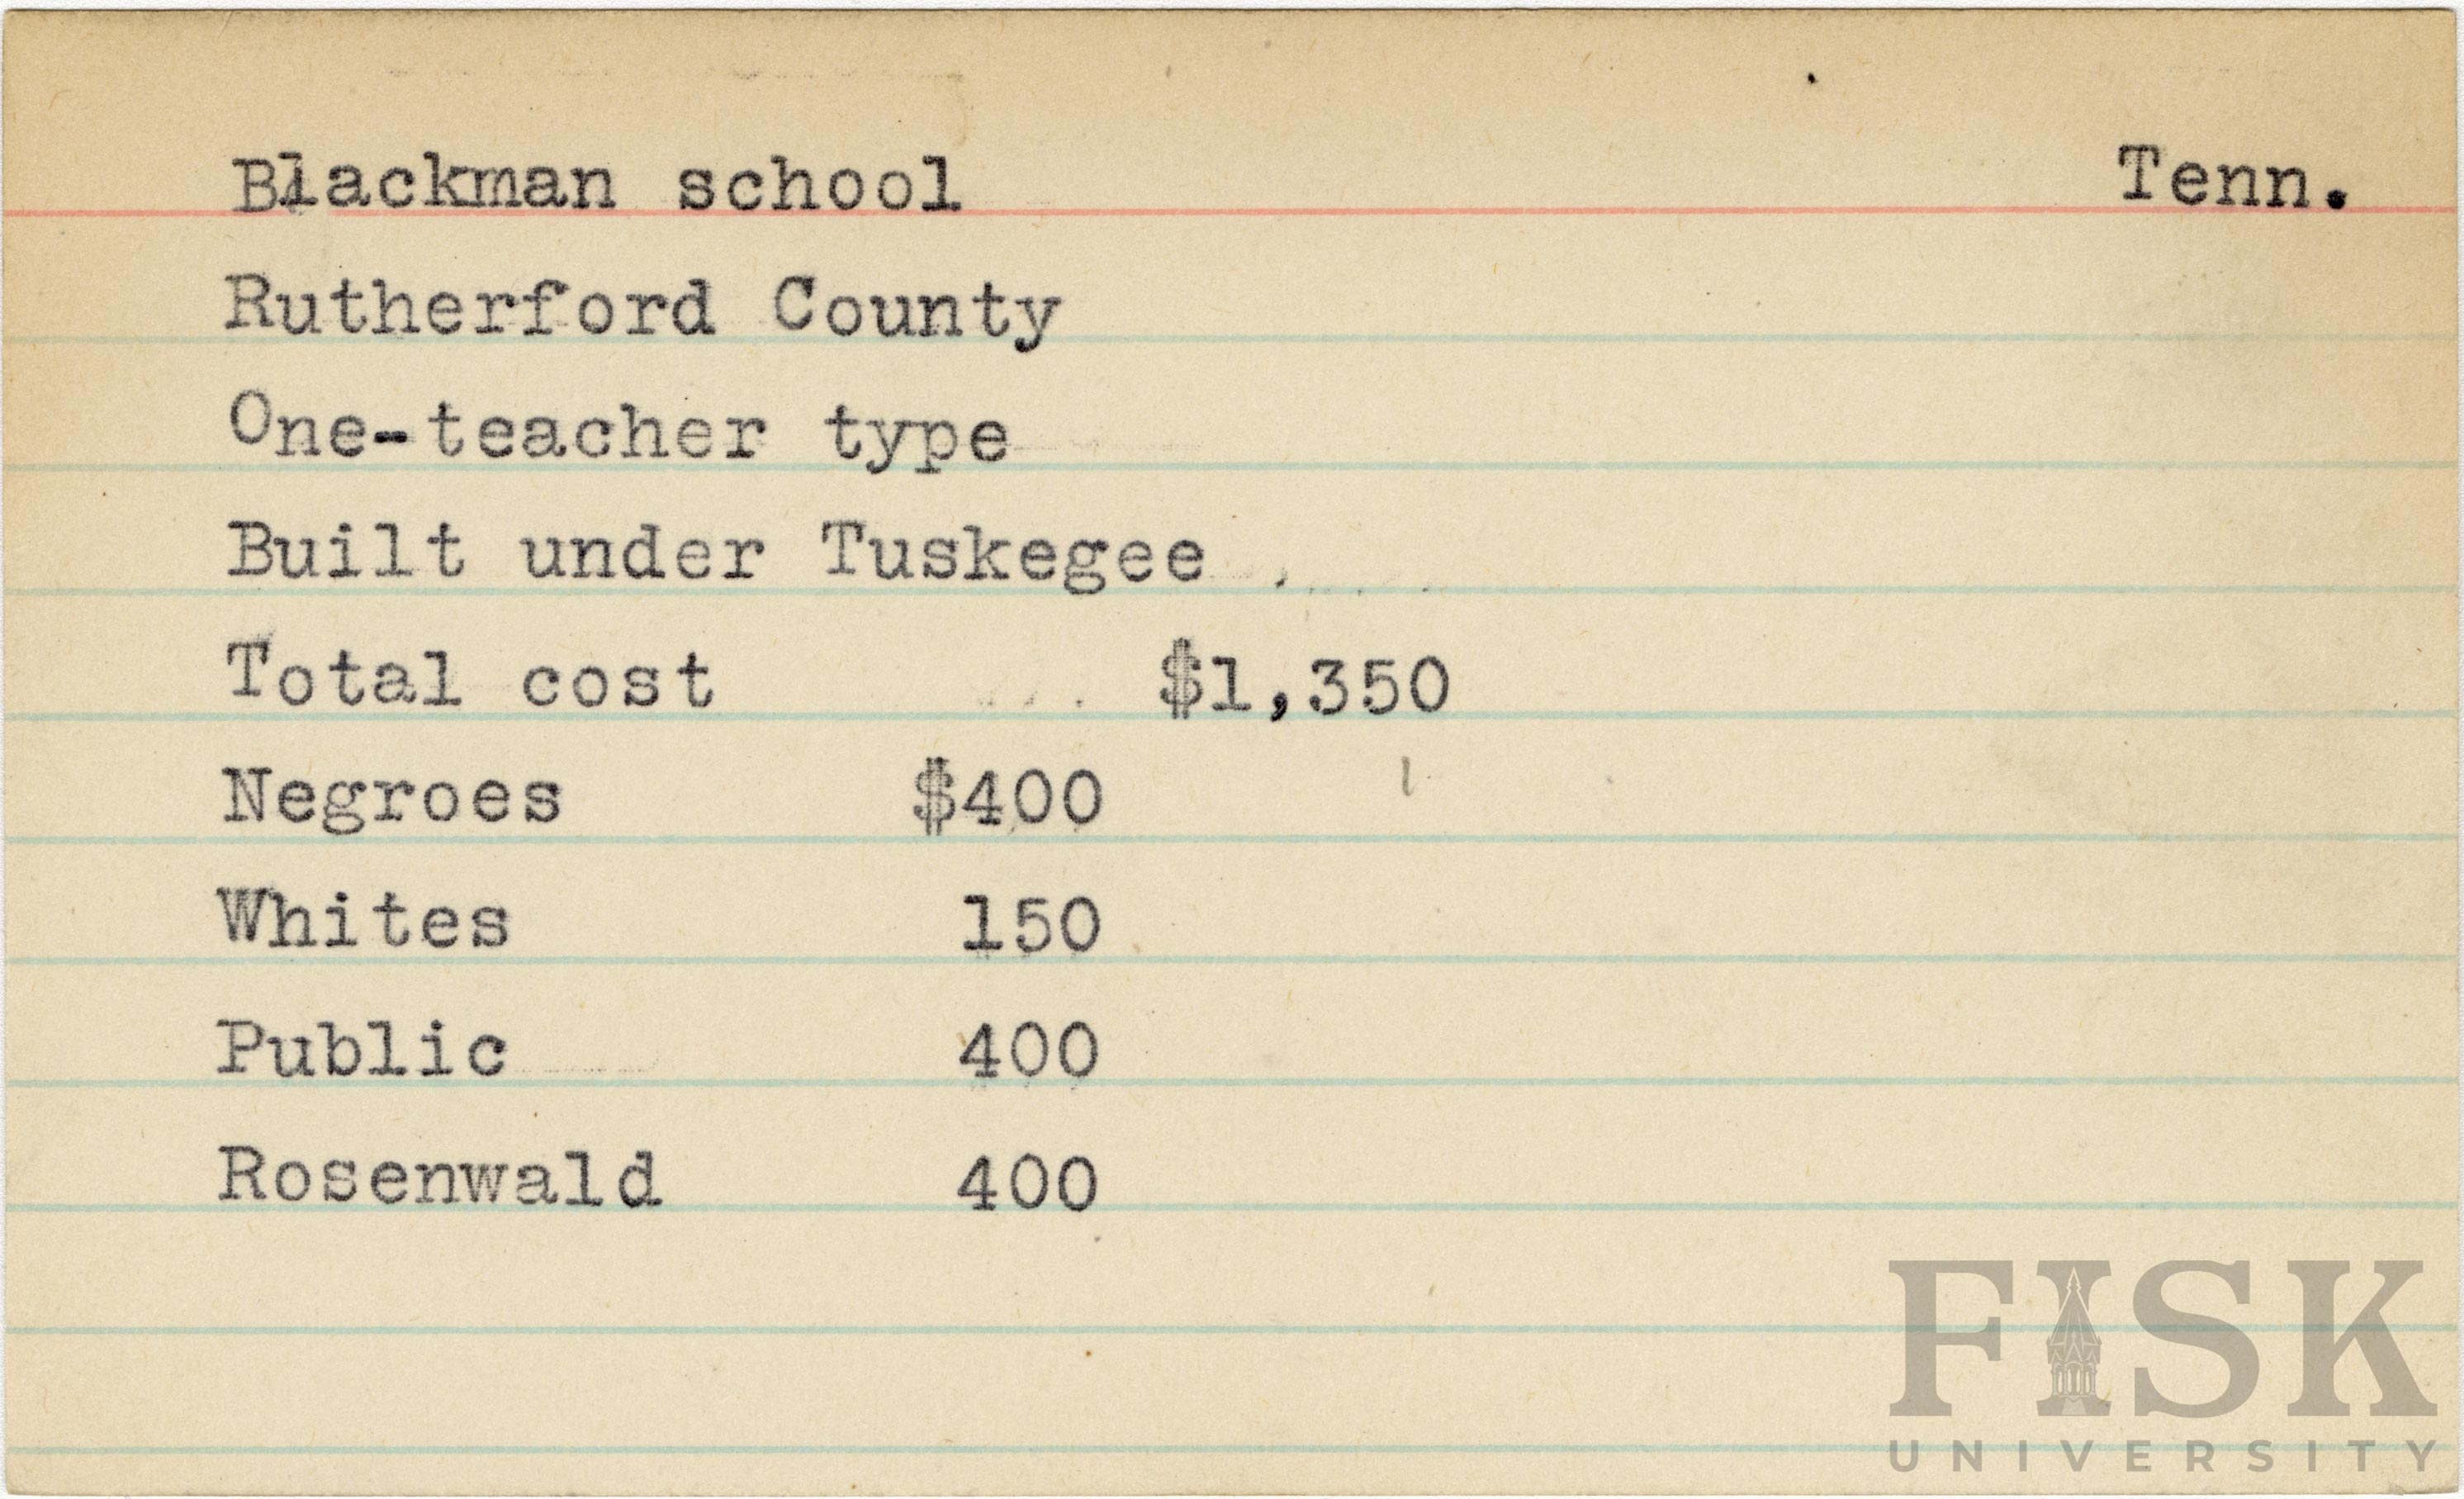 Blackman school Tenn.
Rutherford County
One-teacher type
Built under Tuskegee
Total cost $1,350
Negroes $400
Whites 150
Public 400
Rosenwald 400
FISK
UNIVERSITY